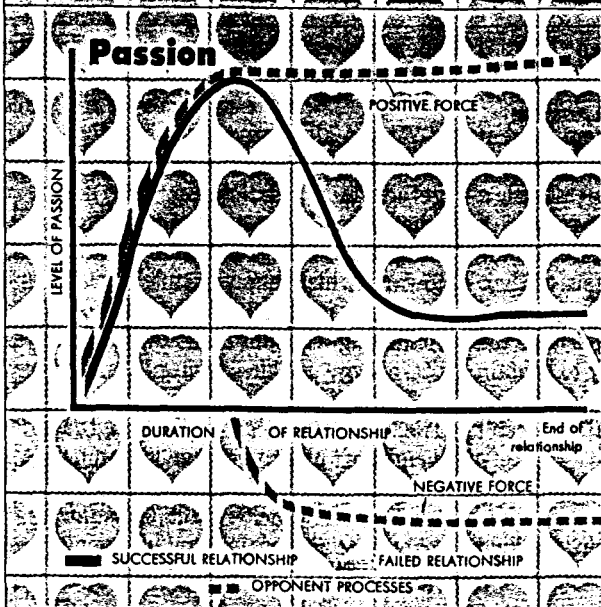 Passion
POSITIVE FORCE
LEVEL OF PASSION
DURATION OF RELATIONSHIP
End of
relationship
NEGATIVE FORCE
SUCCESSFUL RELATIONSHIP FAILED RELATIONSHIP
OPPONENT PROCESSES